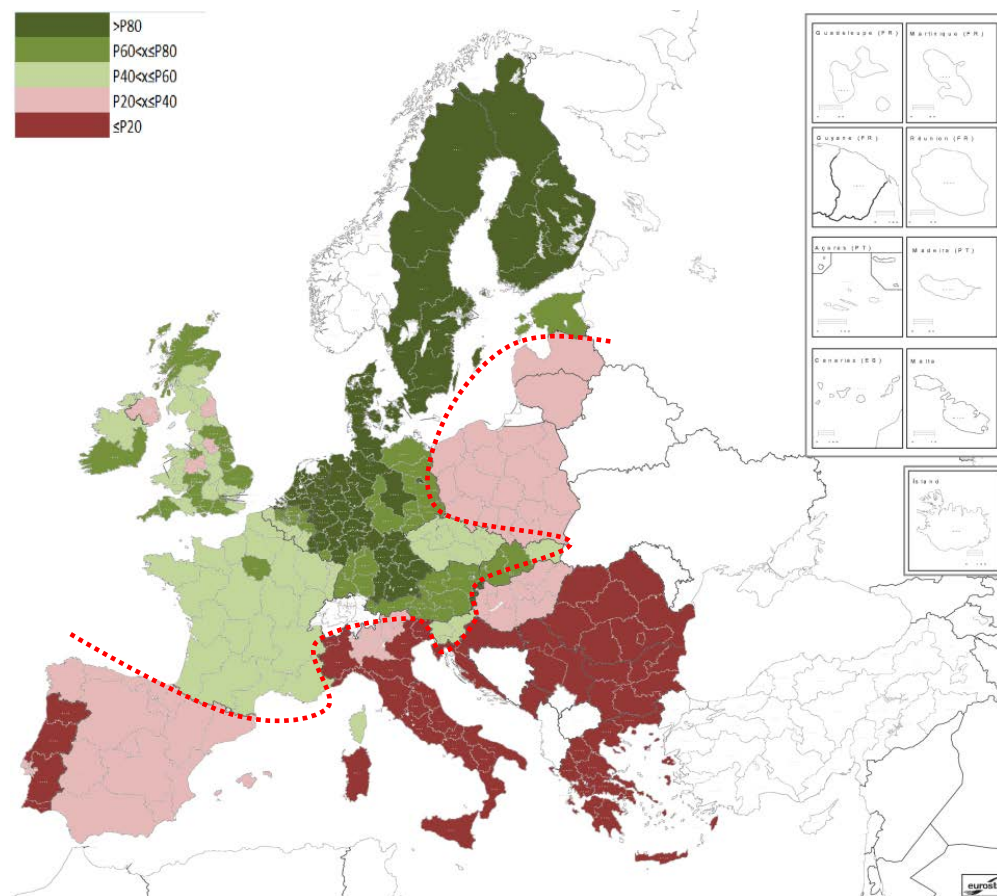 >P80
P60<x≤P80
P40<x≤P60
P20<x≤P40
≤P20
Guadeloupe (FR)
Martinique (FR)
Guyane (FR)
Réunion (FR)
Açores (PT)
Madeira (PT)
Canarias (ES)
Malta
Ísland
eurost